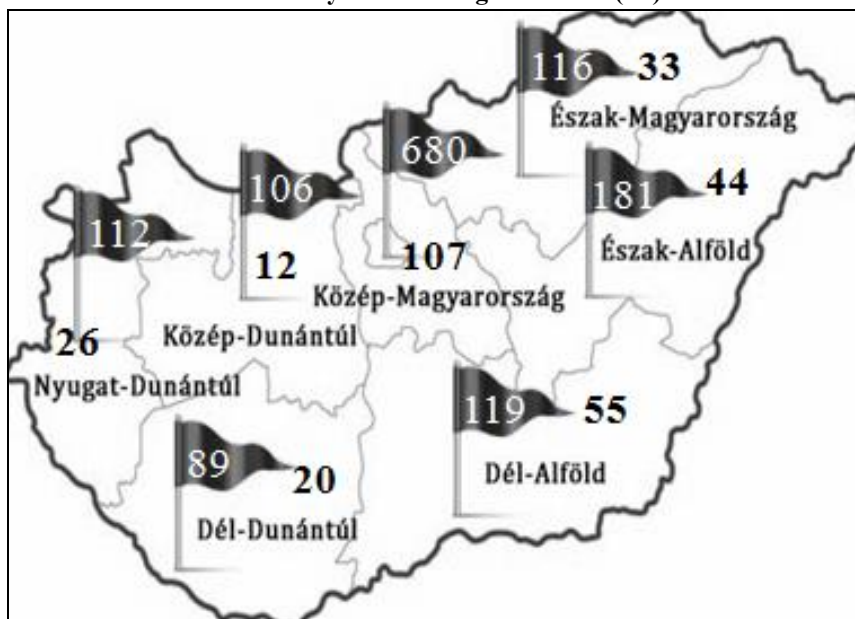 116 33
Észak-Magyarország
680
181 44
Észak-Alföld
106
112
12
107
Közép-Magyarország
Közép-Dunántúl
26
Nyugat-Dunántúl
119 55
Dél-Alföld
89 20
Dél-Dunántúl